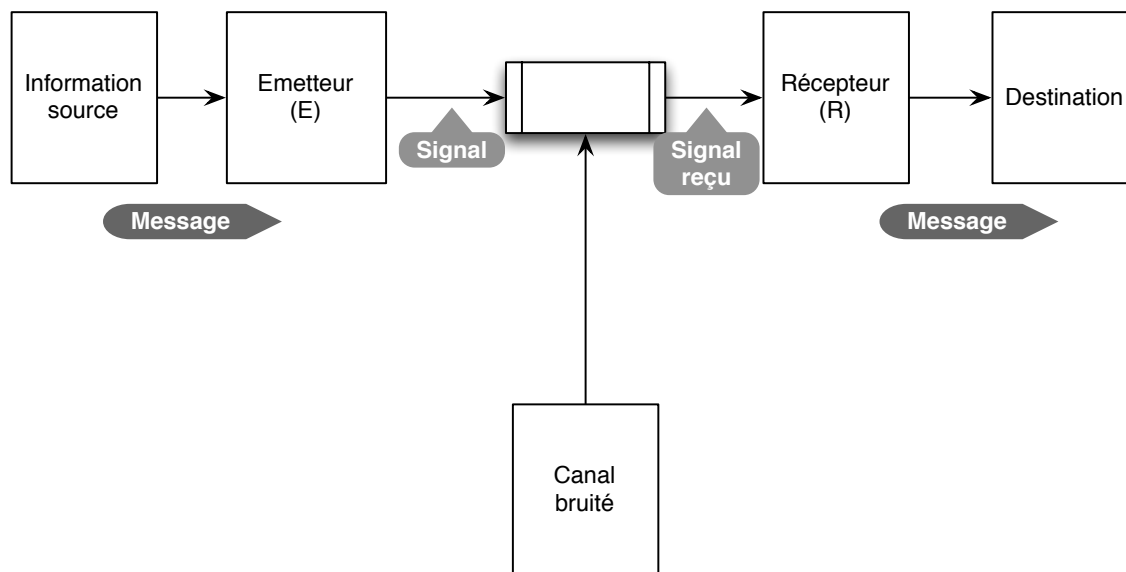 Information
source
Emetteur
(E)
Signal
Signal
reçu
Récepteur
(R)
Destination
Message
Message
Canal
bruité